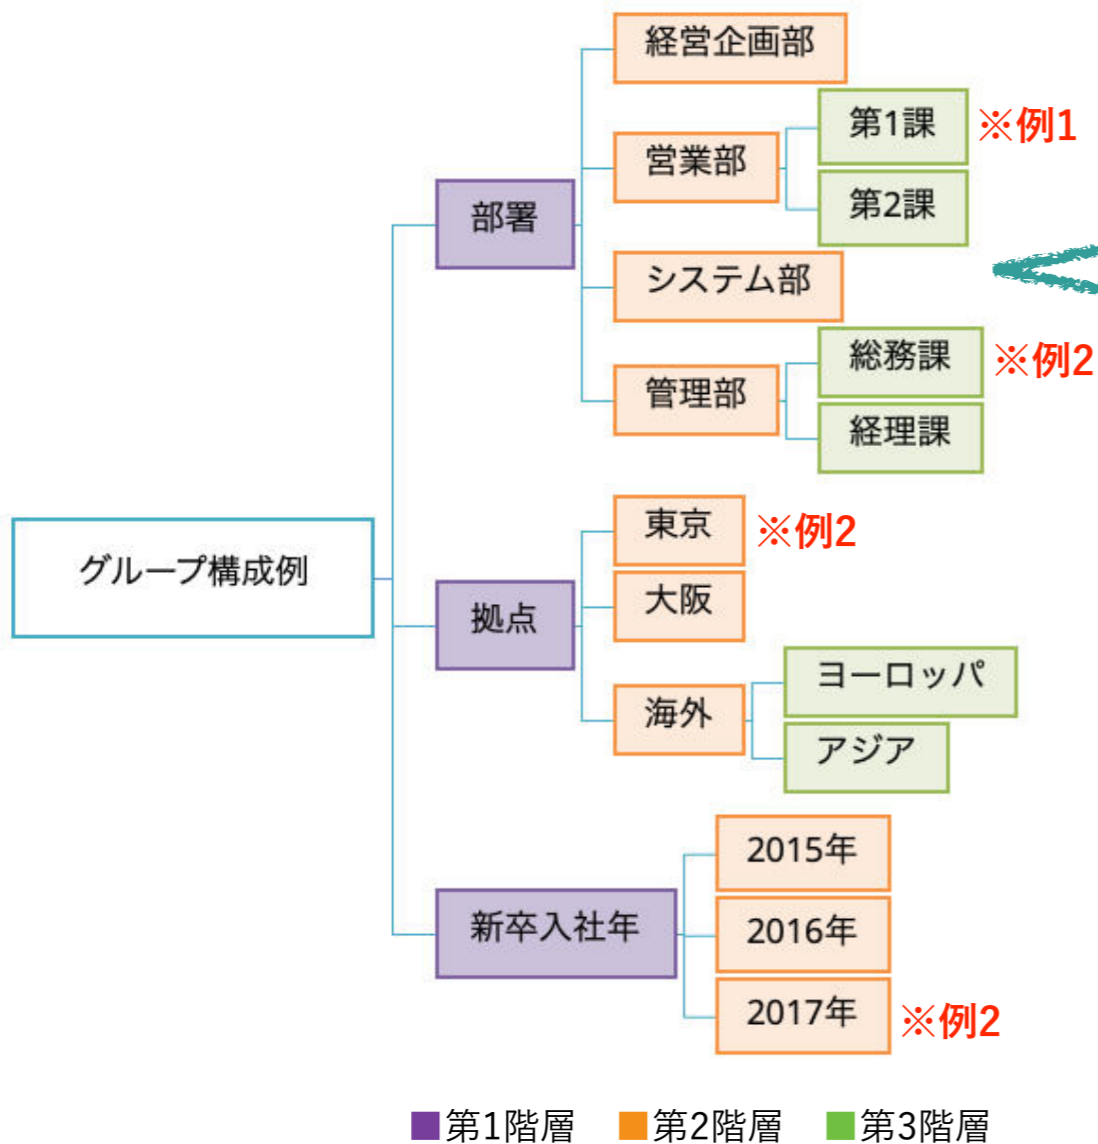 経営企画部
第1課 ※例1
営業部
第2課
部署
システム部
総務課 ※例2
管理部
経理課
東京 ※例2
グループ構成例
大阪
拠点
ヨーロッパ
海外
アジア
2015年
新卒入社年
2016年
2017年 ※例2
■第1階層 ■第2階層 ■第3階層